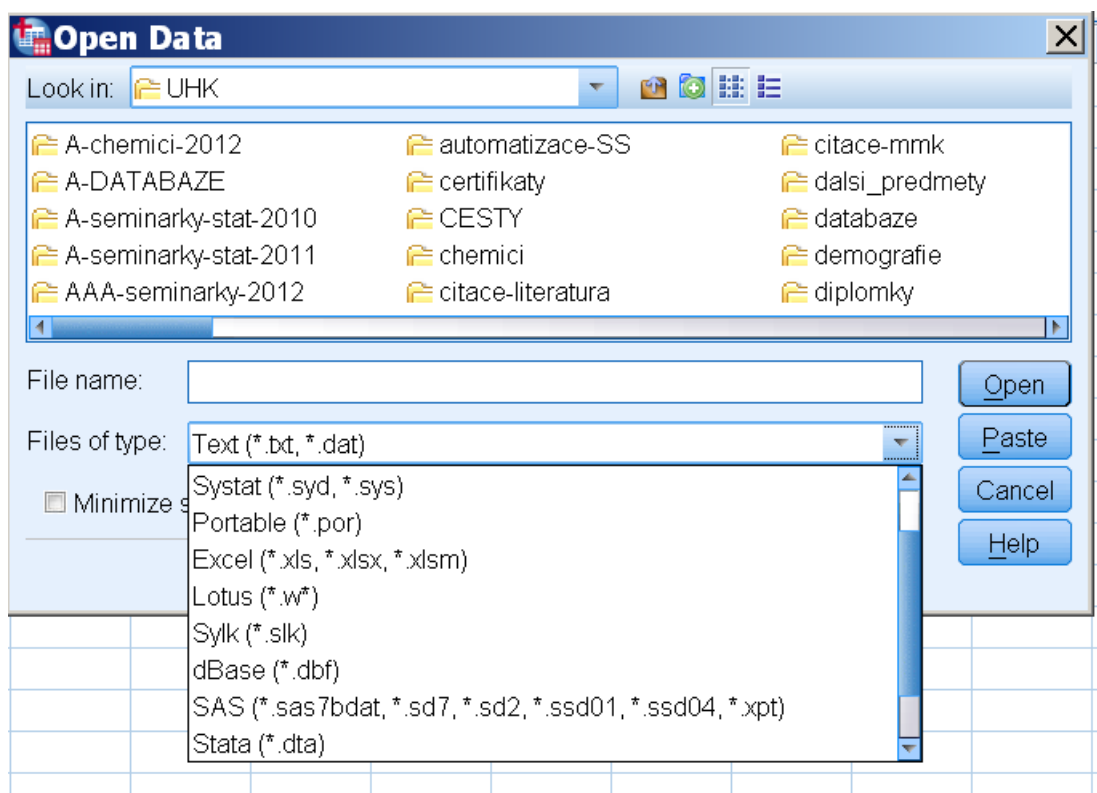 Open Data
Look in: UHK
A-chemici-2012 automatizace-SS citace-mmk
A-DATABAZE certifikaty dalsi_predmety
A-seminarky-stat-2010 CESTY databaze
A-seminarky-stat-2011 chemici demografie
AAA-seminarky-2012 citace-literatura diplomky
File name: Open
Files of type: Text (*.txt, *.dat) Paste
Systat (*.syd, *.sys)
Minimize s Cancel
Portable (*.por)
Excel (*.xls, *.xlsx, *.xlsm) Help
Lotus (*.w*)
Sylk (*.slk)
dBase (*.dbf)
SAS (*.sas7bdat, *.sd7, *.sd2, *.ssd01, *.ssd04, *.xpt)
Stata (*.dta)